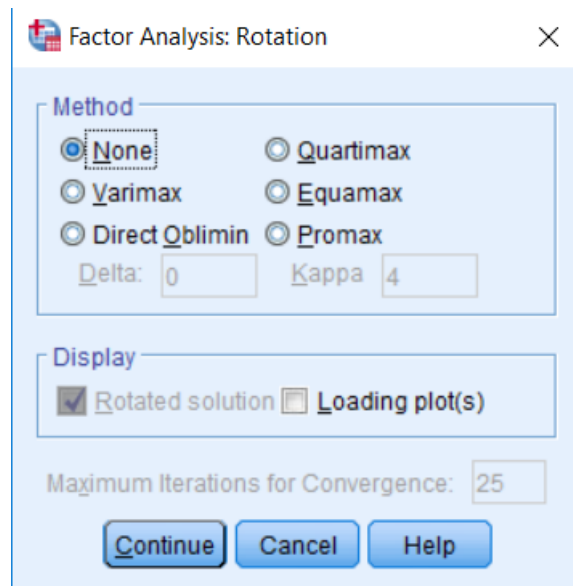 Factor Analysis: Rotation
Method
None Quartimax
Varimax Equamax
Direct Oblimin Promax
Delta: 0 Kappa 4
Display
Rotated solution Loading plot(s)
Maximum Iterations for Convergence: 25
Continue Cancel Help